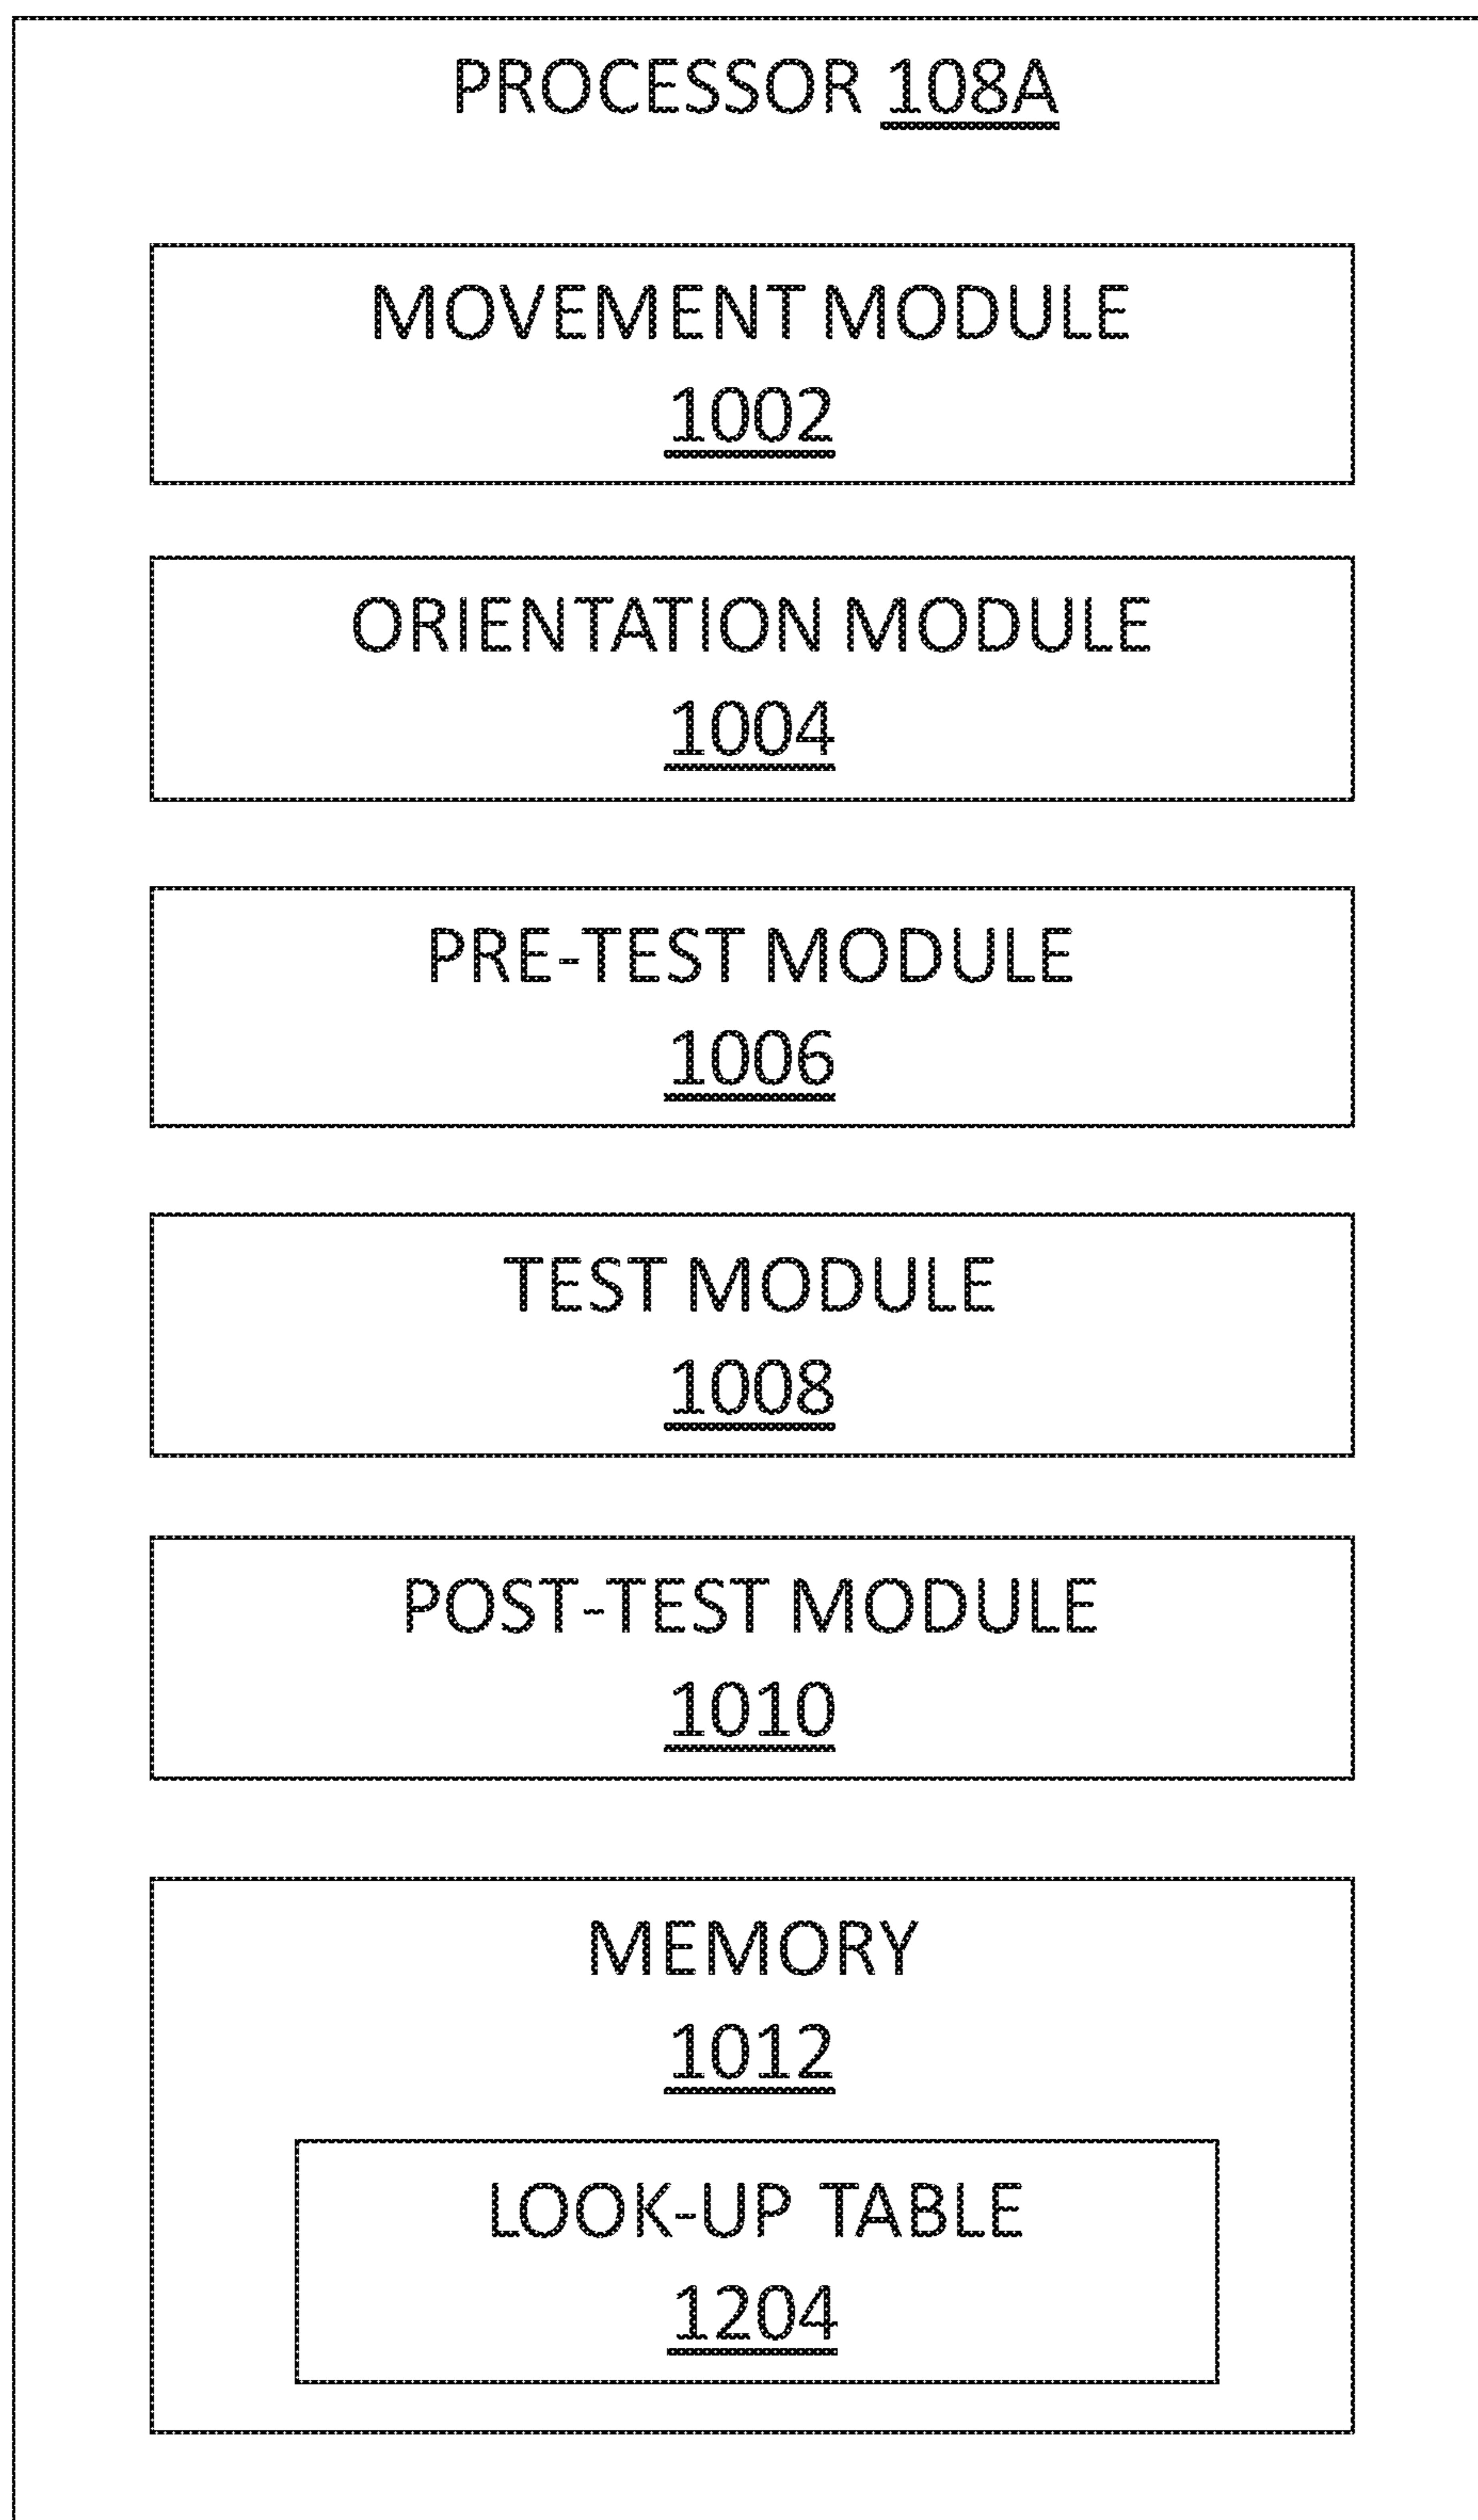 PROCESSOR 108A
MOVEMENT MODULE
1002
ORIENTATION MODULE
1004
PRE-TEST MODULE
1006
TEST MODULE
1008
POST-TEST MODULE
1010
MEMORY
1012
LOOK-UP TABLE
1204